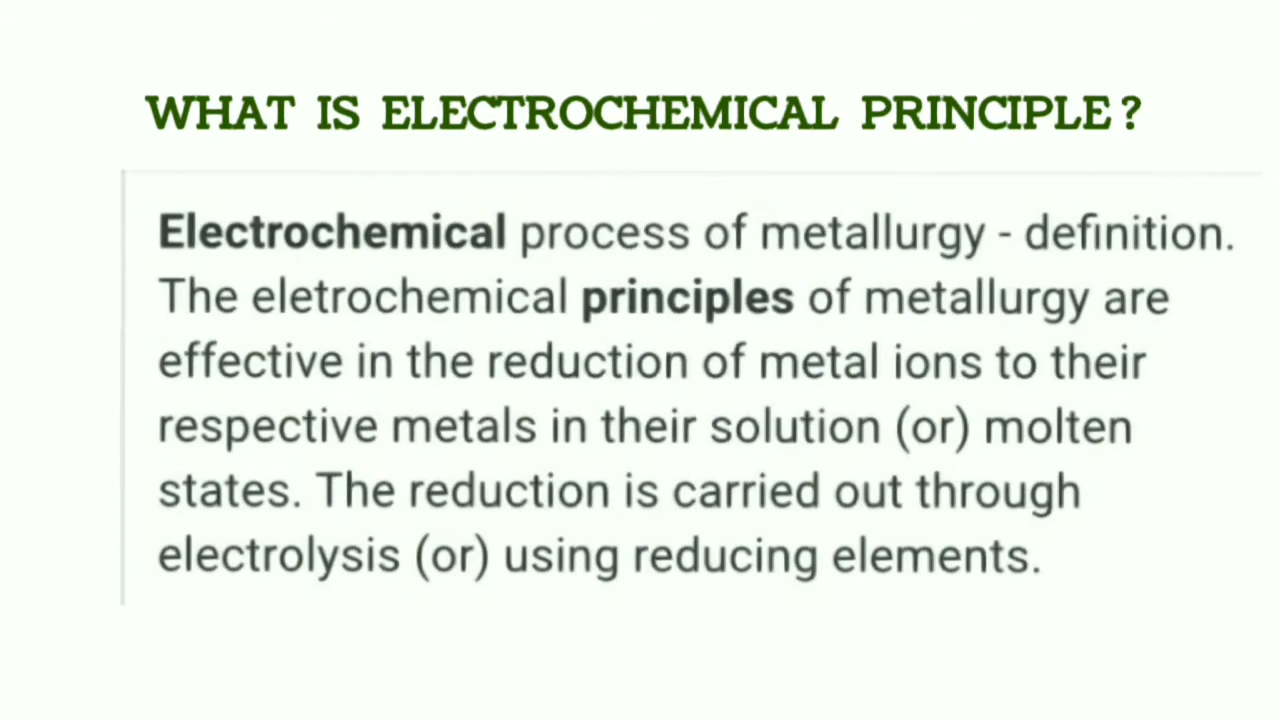 WHAT IS ELECTROCHEMICAL PRINCIPLE?
Electrochemical process of metallurgy - definition.
The eletrochemical principles of metallurgy are
effective in the reduction of metal ions to their
respective metals in their solution (or) molten
states. The reduction is carried out through
electrolysis (or) using reducing elements.